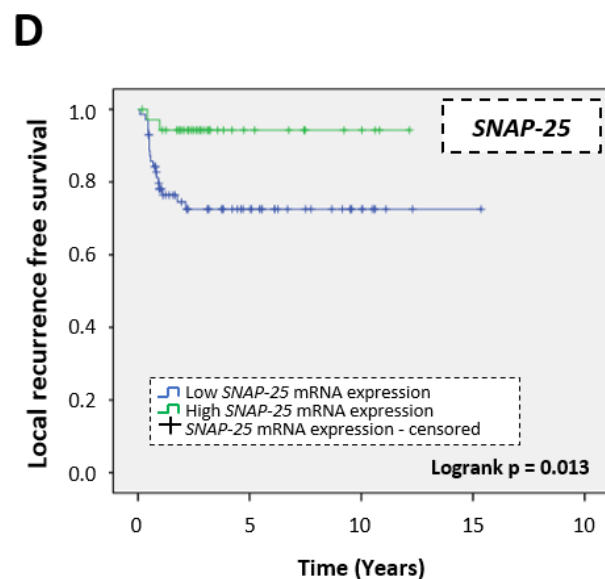 D
SNAP-25
Local recurrence free survival
1.0
0.8
0.6
0.4
0.2
0.0
Low SNAP-25 mRNA expression
High SNAP-25 mRNA expression
SNAP-25 mRNA expression - censored
Logrank p = 0.013
0 5 10 15 10
Time (Years)